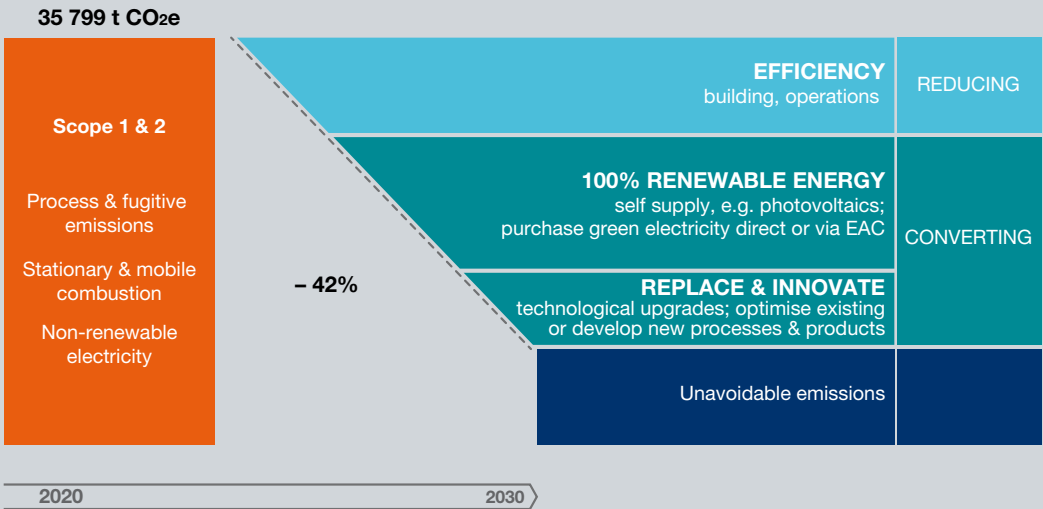 35 799 t CO2e
Scope 1 & 2
Process & fugitive
emissions
Stationary & mobile
combustion
Non-renewable
electricity
– 42%
EFFICIENCY
building, operations
REDUCING
100% RENEWABLE ENERGY
self supply, e.g. photovoltaics;
purchase green electricity direct or via EAC
CONVERTING
REPLACE & INNOVATE
technological upgrades; optimise existing
or develop new processes & products
Unavoidable emissions
2020
2030